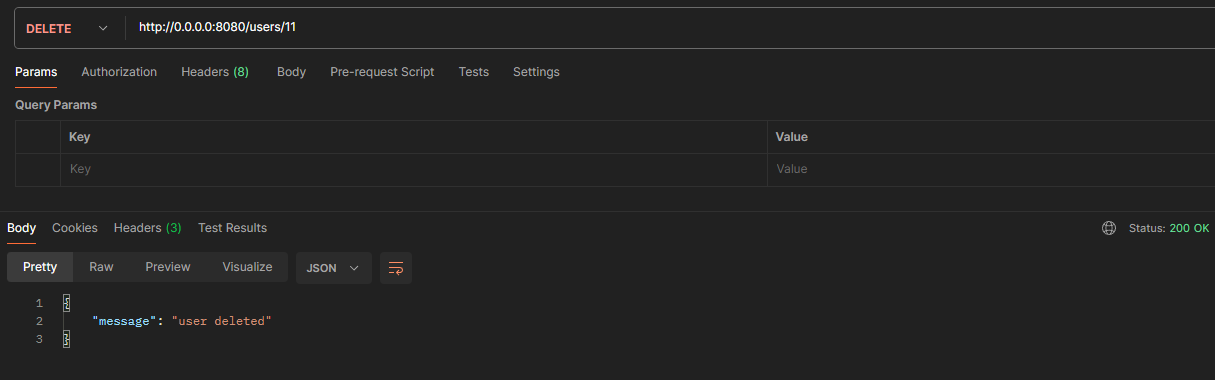 DELETE http://0.0.0.0:8080/users/11
Params Authorization Headers (8) Body Pre-request Script Tests Settings
Query Params
Key Value
Key Value
Body Cookies Headers (3) Test Results Status: 200 OK
Pretty Raw Preview Visualize JSON
1 {
2 "message": "user deleted"
3 }